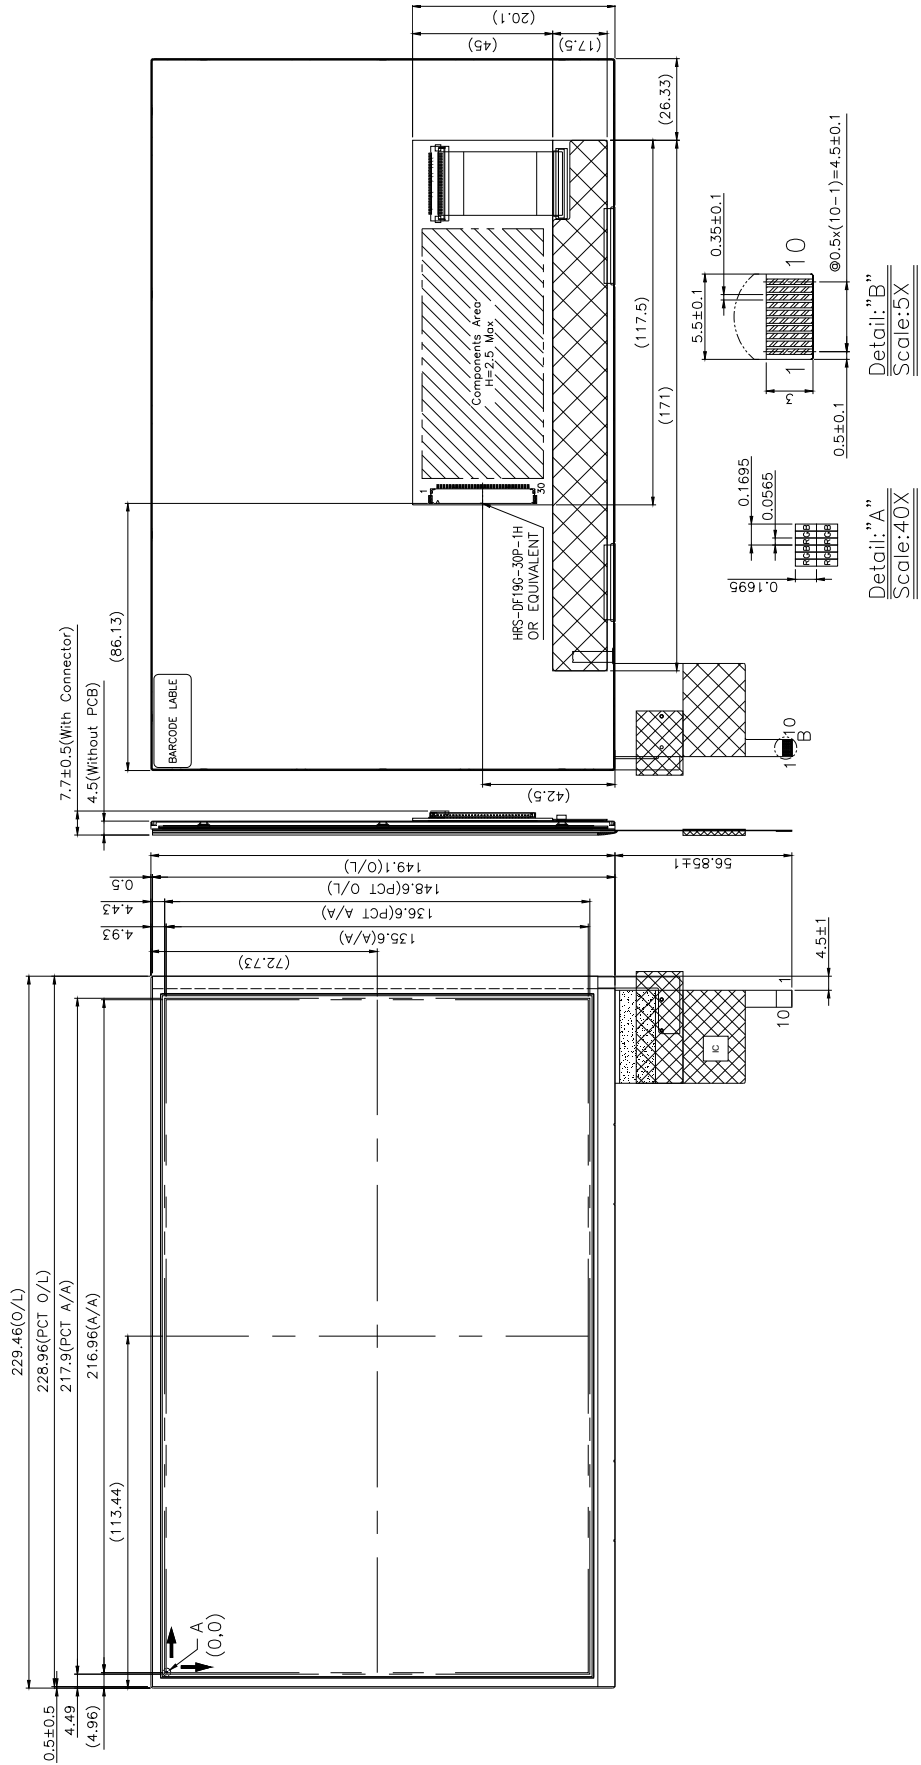 (20.1)
(45)
(17.5)
(26.33)
(117.5)
(171)
Components Area
H=2.5 Max
1
30
HRS-DF19G-30P-1H
OR EQUIVALENT
(86.13)
7.7±0.5(With Connector)
4.5(Without PCB)
BARCODE LABLE
(42.5)
1
10
B
0.35±0.1
5.5±0.1
@0.5x(10-1)=4.5±0.1
1
10
3
0.5±0.1
Detail:"B"
Scale:5X
0.1695
0.0565
0.1695
RGBRGB
RGBRGB
Detail:"A"
Scale:40X
149.1(O/L)
0.5
148.6(PCT O/L)
4.43
136.6(PCT A/A)
4.93
135.6(A/A)
(72.73)
56.85±1
4.5±1
1
10
IC
229.46(O/L)
228.96(PCT O/L)
217.9(PCT A/A)
216.96(A/A)
(113.44)
A
(0,0)
0.5±0.5
4.49
(4.96)